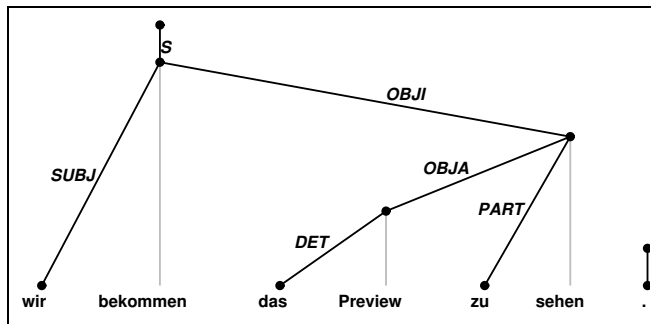 S
OBJI
SUBJ
OBJA
PART
DET
wir bekommen das Preview zu sehen .